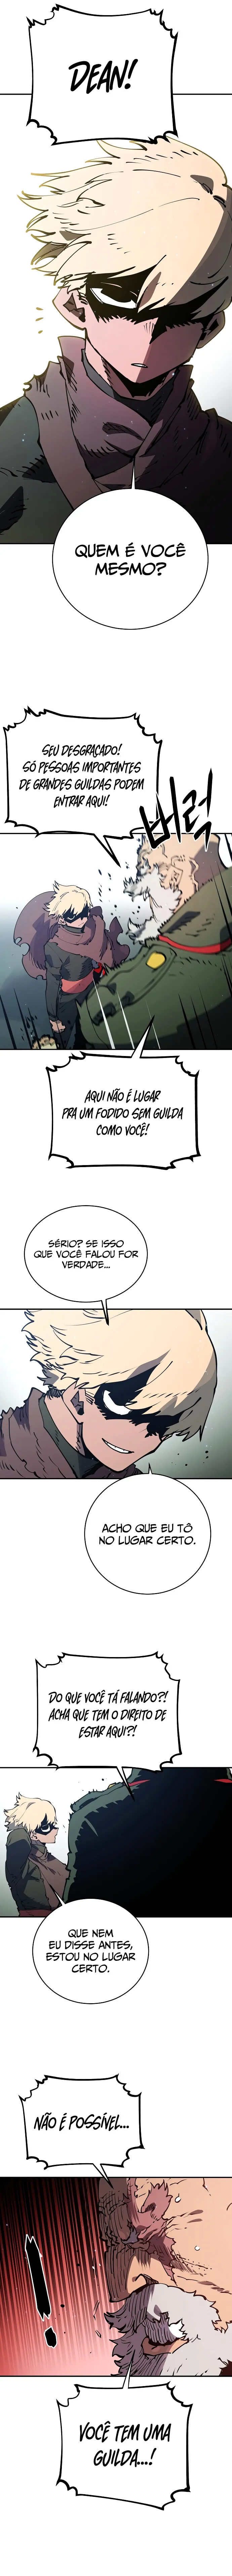 DEAN!
QUEM É VOCÊ
MESMO?
SEU DESGRAÇADO!
SÓ PESSOAS IMPORTANTES
DE GRANDES GUILDAS PODEM
ENTRAR AQUI!
버럭
AQUI NÃO É LUGAR
PRA UM FODIDO SEM GUILDA
COMO VOCÊ!
SÉRIO? SE ISSO
QUE VOCÊ FALOU FOR
VERDADE...
ACHO QUE EU TÔ
NO LUGAR CERTO.
DO QUE VOCÊ TÁ FALANDO?!
ACHA QUE TEM O DIREITO DE
ESTAR AQUI?!
QUE NEM
EU DISSE ANTES,
ESTOU NO LUGAR
CERTO.
NÃO É POSSÍVEL...
!
VOCÊ TEM UMA
GUILDA...!